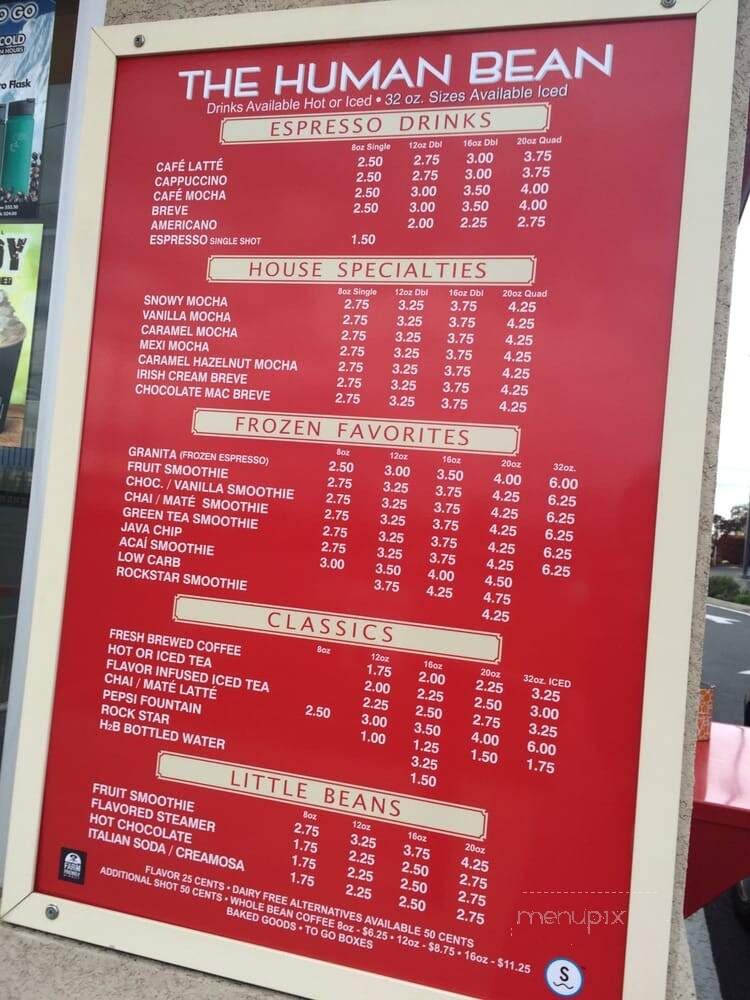 O GO
COLD
4 HOURS
o Flask
THE HUMAN BEAN
Drinks Available Hot or Iced • 32 oz. Sizes Available Iced
ESPRESSO DRINKS
8oz Single 12oz Dbl 16oz Dbl 20oz Quad
CAFÉ LATTÉ 2.50 2.75 3.00 3.75
CAPPUCCINO 2.50 2.75 3.00 3.75
CAFÉ MOCHA 2.50 3.00 3.50 4.00
BREVE 2.50 3.00 3.50 4.00
AMERICANO 2.00 2.25 2.75
ESPRESSO SINGLE SHOT 1.50
HOUSE SPECIALTIES
8oz Single 12oz Dbl 16oz Dbl 20oz Quad
SNOWY MOCHA 2.75 3.25 3.75 4.25
VANILLA MOCHA 2.75 3.25 3.75 4.25
CARAMEL MOCHA 2.75 3.25 3.75 4.25
MEXI MOCHA 2.75 3.25 3.75 4.25
CARAMEL HAZELNUT MOCHA 2.75 3.25 3.75 4.25
IRISH CREAM BREVE 2.75 3.25 3.75 4.25
CHOCOLATE MAC BREVE 2.75 3.25 3.75 4.25
FROZEN FAVORITES
8oz 12oz 16oz 20oz 32oz.
GRANITA (FROZEN ESPRESSO) 2.50 3.00 3.50 4.00 6.00
FRUIT SMOOTHIE 2.75 3.25 3.75 4.25 6.25
CHOC. / VANILLA SMOOTHIE 2.75 3.25 3.75 4.25 6.25
CHAI / MATÉ SMOOTHIE 2.75 3.25 3.75 4.25 6.25
GREEN TEA SMOOTHIE 2.75 3.25 3.75 4.25 6.25
JAVA CHIP 2.75 3.25 3.75 4.25 6.25
ACAÍ SMOOTHIE 3.00 3.50 4.00 4.50
LOW CARB 3.75 4.25 4.75
ROCKSTAR SMOOTHIE 4.25
CLASSICS
8oz 12oz 16oz 20oz 32oz. ICED
FRESH BREWED COFFEE 1.75 2.00 2.25 3.25
HOT OR ICED TEA 2.00 2.25 2.50 3.00
FLAVOR INFUSED ICED TEA 2.25 2.50 2.75 3.25
CHAI / MATÉ LATTÉ 2.50 3.00 3.50 4.00 6.00
PEPSI FOUNTAIN 1.00 1.25 1.50 1.75
ROCK STAR 3.25
H2B BOTTLED WATER 1.50
LITTLE BEANS
8oz 12oz 16oz 20oz
FRUIT SMOOTHIE 2.75 3.25 3.75 4.25
FLAVORED STEAMER 1.75 2.25 2.50 2.75
HOT CHOCOLATE 1.75 2.25 2.50 2.75
ITALIAN SODA / CREAMOSA 1.75 2.25 2.50 2.75
FLAVOR 25 CENTS • DAIRY FREE ALTERNATIVES AVAILABLE 50 CENTS
ADDITIONAL SHOT 50 CENTS • WHOLE BEAN COFFEE 8oz - $6.25 • 12oz - $8.75 • 16oz - $11.25
BAKED GOODS • TO GO BOXES
FARM
FRIENDLY
S
menupix